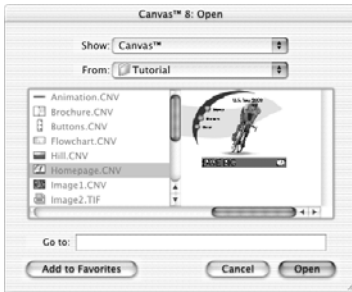 Canvas™ 8: Open
Show: Canvas™
From: Tutorial
Animation.CNV
Brochure.CNV
Buttons.CNV
Flowchart.CNV
Hill.CNV
Homepage.CNV
Image1.CNV
Image2.TIF
Go to:
Add to Favorites
Cancel
Open